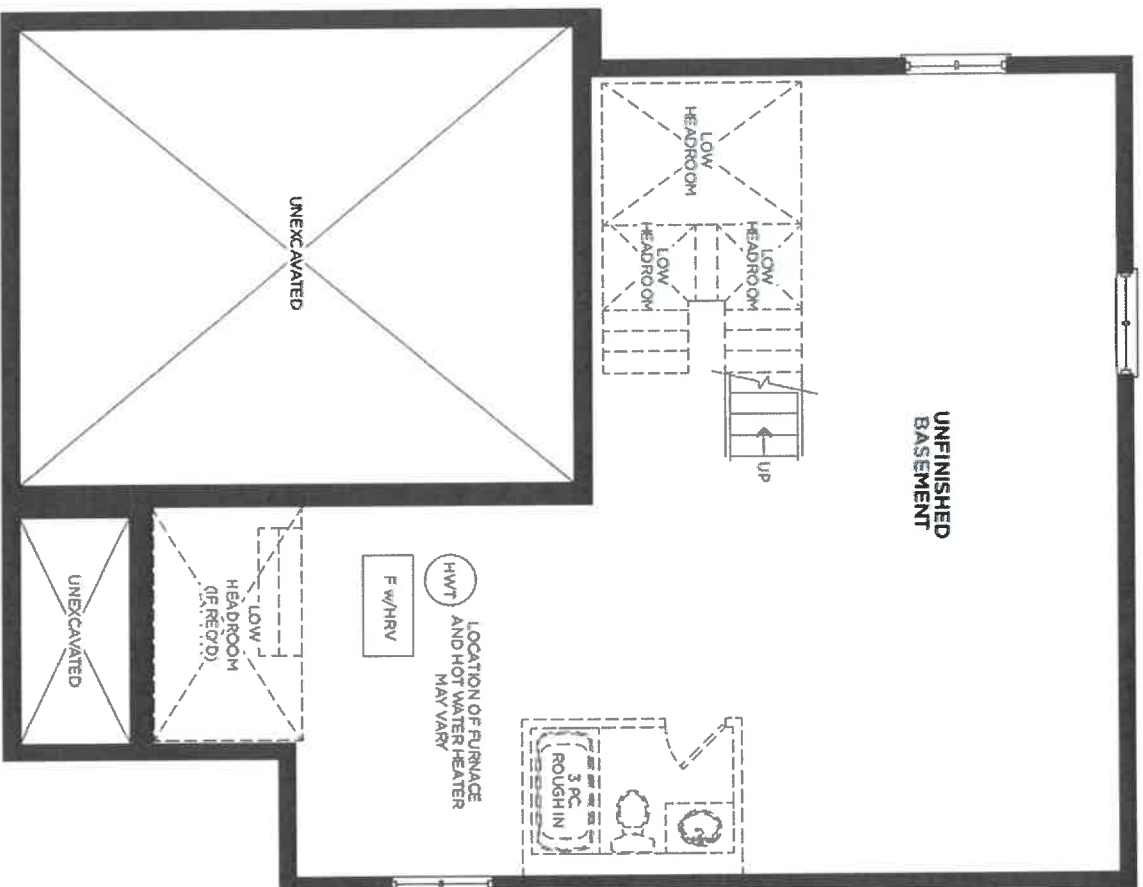 UNFINISHED
BASEMENT
LOW
HEADROOM
LOW
HEADROOM
LOW
HEADROOM
UP
UNEXCAVATED
HWT
F w/HRV
LOCATION OF FURNACE
AND HOT WATER HEATER
MAY VARY
3 PC.
ROUGH IN
LOW
HEADROOM
(IF REQ'D)
UNEXCAVATED